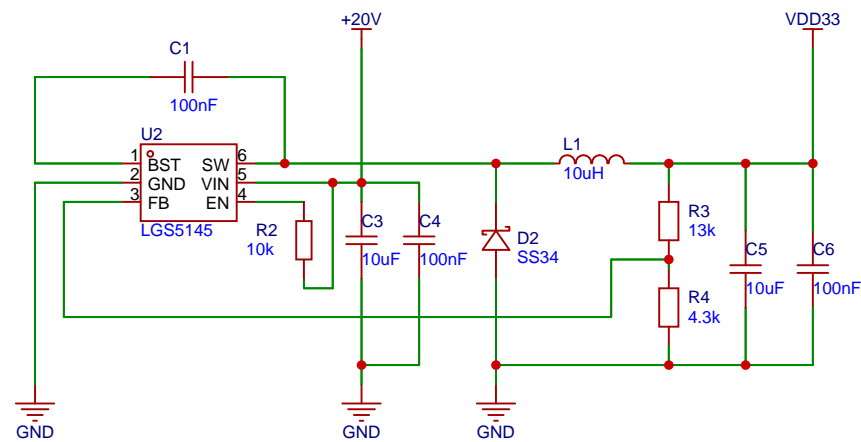 +20V
VDD33
C1
100nF
U2
1 BST SW 6
2 GND VIN 5
3 FB EN 4
LGS5145
R2
10k
C3
10uF
C4
100nF
D2
SS34
L1
10uH
R3
13k
R4
4.3k
C5
10uF
C6
100nF
GND
GND
GND